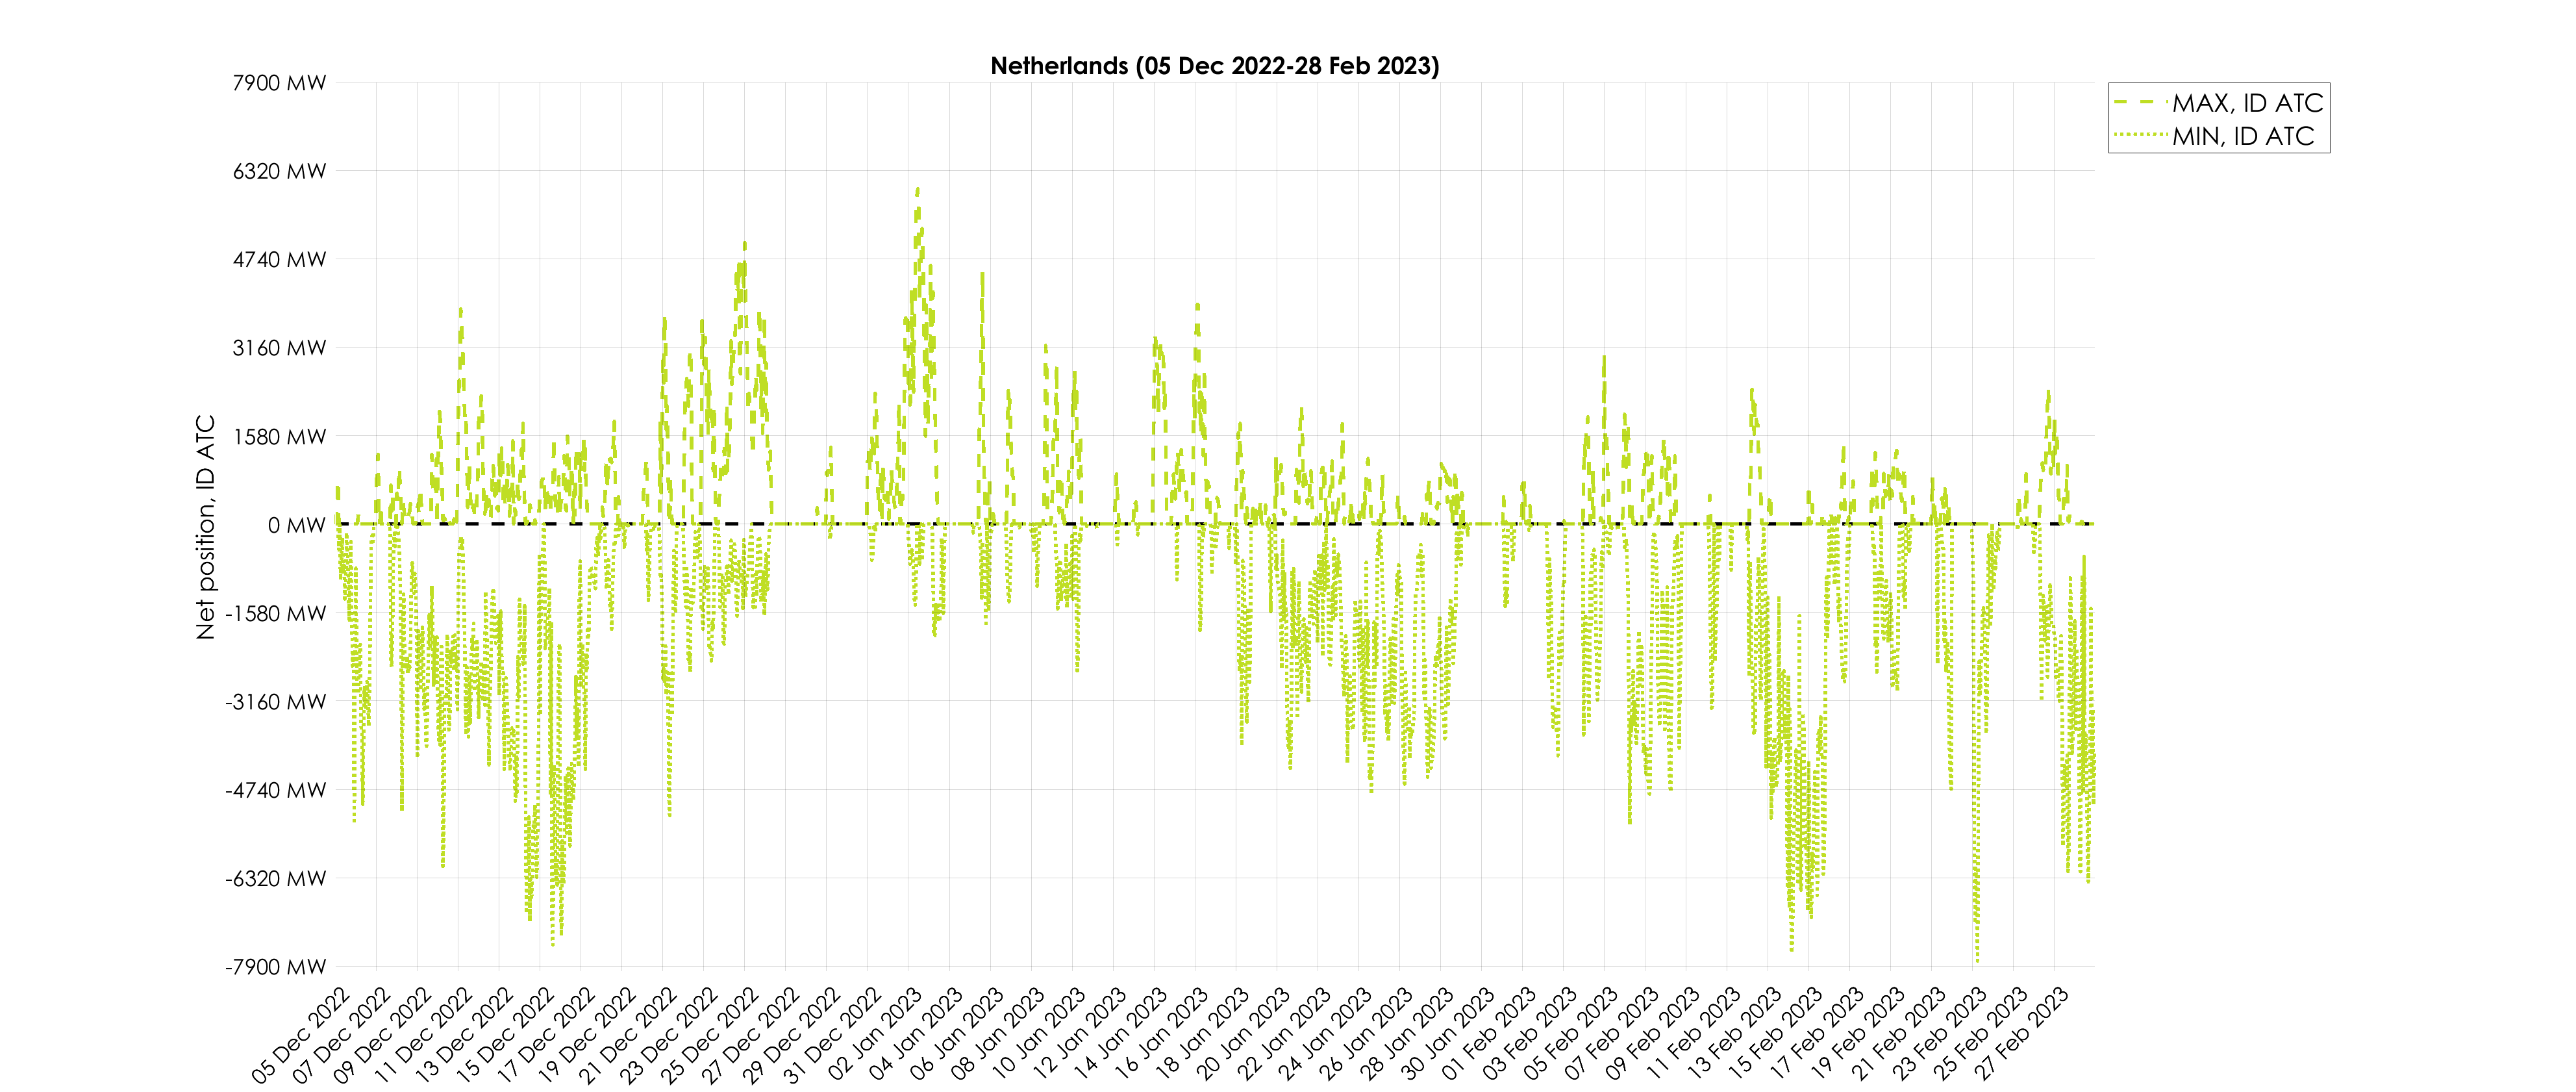 Netherlands (05 Dec 2022-28 Feb 2023)
7900 MW
6320 MW
4740 MW
3160 MW
1580 MW
0 MW
-1580 MW
-3160 MW
-4740 MW
-6320 MW
-7900 MW
Net position, ID ATC
MAX, ID ATC
MIN, ID ATC
05 Dec 2022
07 Dec 2022
09 Dec 2022
11 Dec 2022
13 Dec 2022
15 Dec 2022
17 Dec 2022
19 Dec 2022
21 Dec 2022
23 Dec 2022
25 Dec 2022
27 Dec 2022
29 Dec 2022
31 Dec 2022
02 Jan 2023
04 Jan 2023
06 Jan 2023
08 Jan 2023
10 Jan 2023
12 Jan 2023
14 Jan 2023
16 Jan 2023
18 Jan 2023
20 Jan 2023
22 Jan 2023
24 Jan 2023
26 Jan 2023
28 Jan 2023
30 Jan 2023
01 Feb 2023
03 Feb 2023
05 Feb 2023
07 Feb 2023
09 Feb 2023
11 Feb 2023
13 Feb 2023
15 Feb 2023
17 Feb 2023
19 Feb 2023
21 Feb 2023
23 Feb 2023
25 Feb 2023
27 Feb 2023